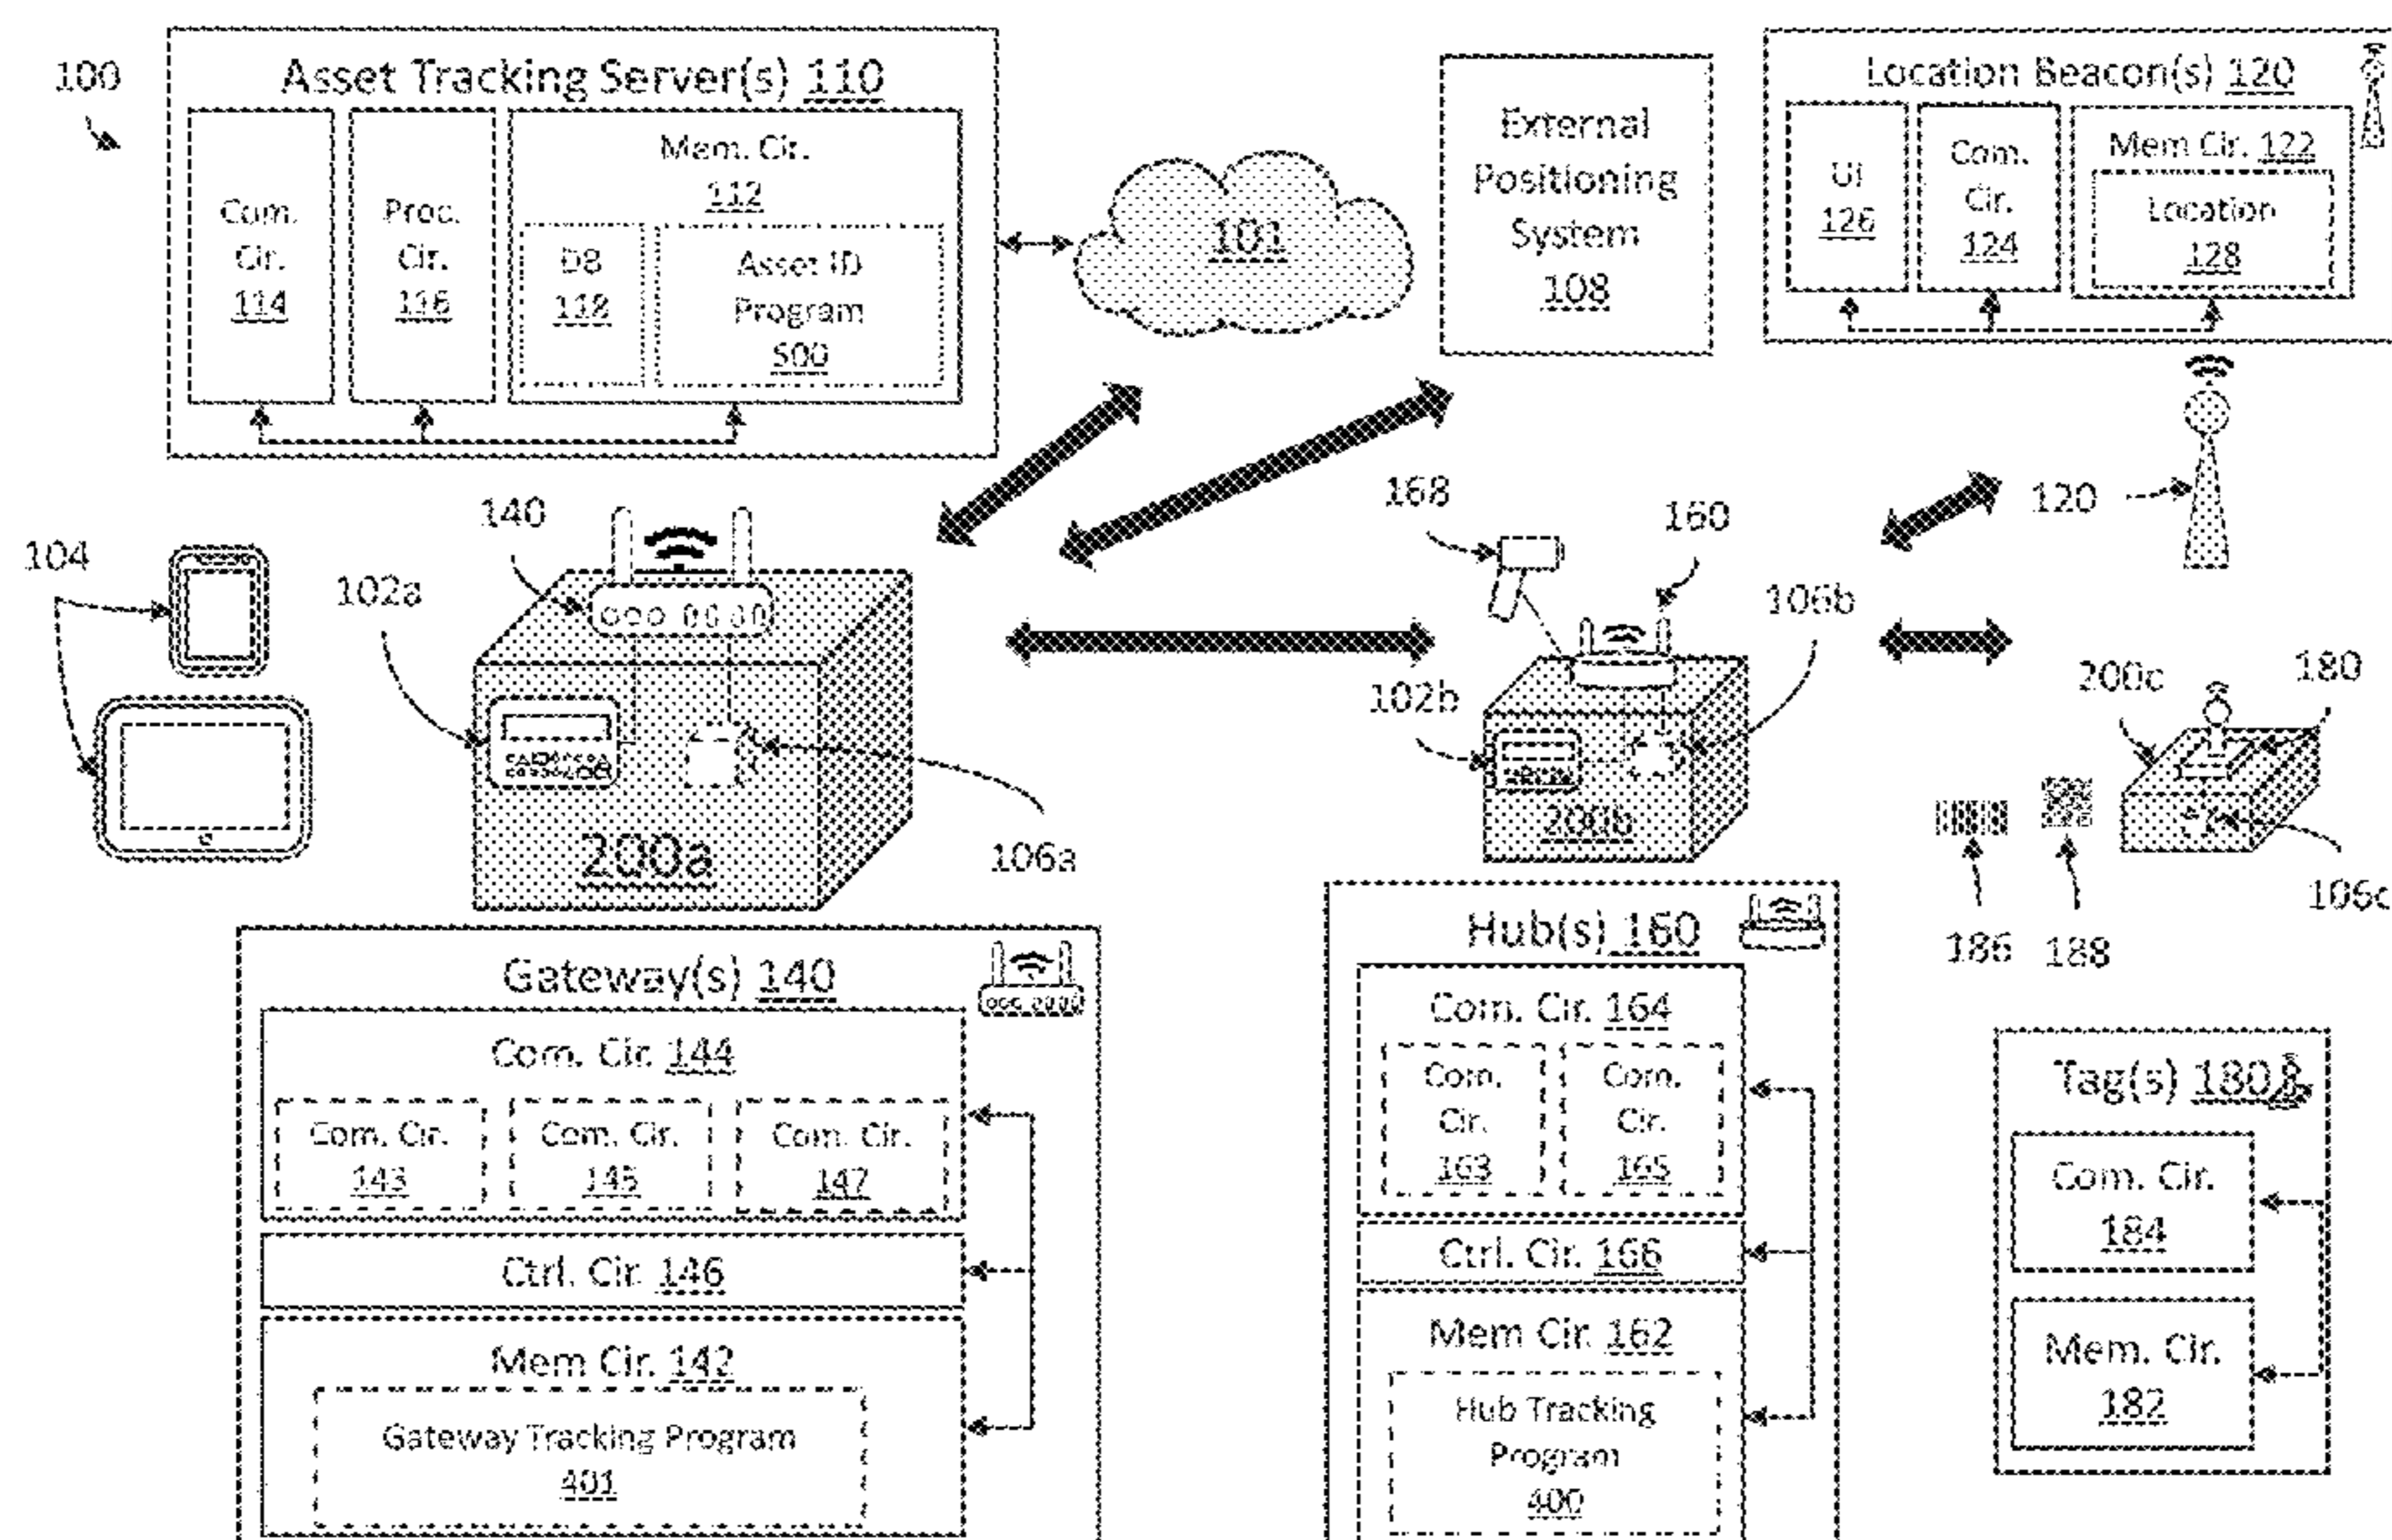 100
Asset Tracking Server(s) 110
Com.
Cir.
114
Proc.
Cir.
116
Mem. Cir.
112
DB
118
Asset ID
Program
500
101
External
Positioning
System
108
Location Beacon(s) 120
UI
126
Com.
Cir.
124
Mem Cir. 122
Location
128
104
140
102a
200a
106a
168
160
106b
102b
200b
120
200c
180
106c
186
188
Gateway(s) 140
Com. Cir. 144
Com. Cir.
143
Com. Cir.
145
Com. Cir.
147
Ctrl. Cir. 146
Mem Cir. 142
Gateway Tracking Program
401
Hub(s) 160
Com. Cir. 164
Com.
Cir.
163
Com.
Cir.
165
Ctrl. Cir. 166
Mem Cir. 162
Hub Tracking
Program
400
Tag(s) 180
Com. Cir.
184
Mem. Cir.
182